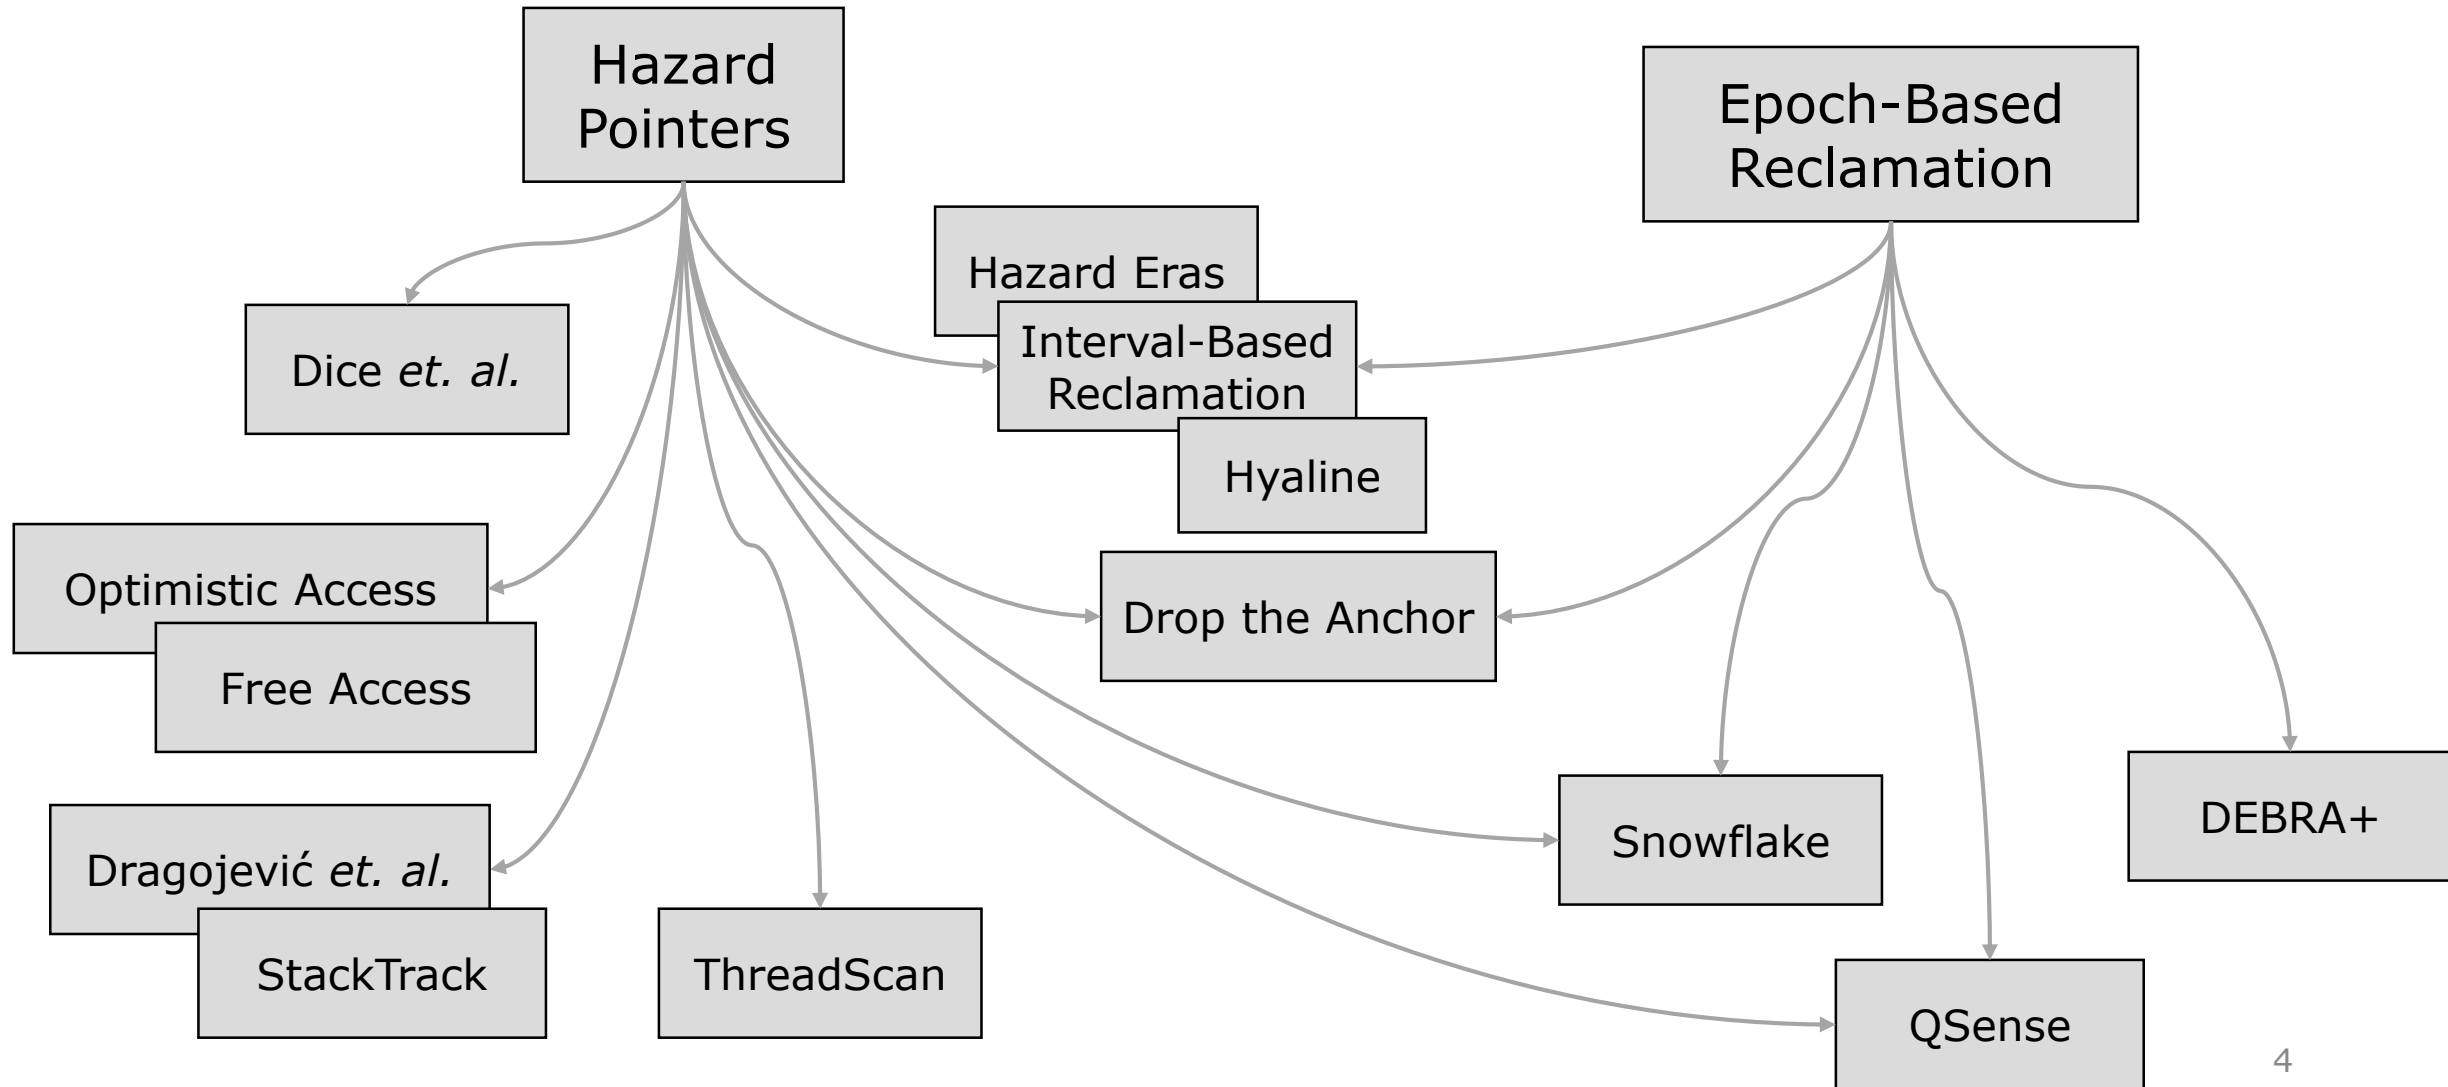 Hazard
Pointers
Epoch-Based
Reclamation
Hazard Eras
Interval-Based
Reclamation
Dice et. al.
Hyaline
Optimistic Access
Drop the Anchor
Free Access
Snowflake
DEBRA+
Dragojević et. al.
StackTrack
ThreadScan
QSense
4